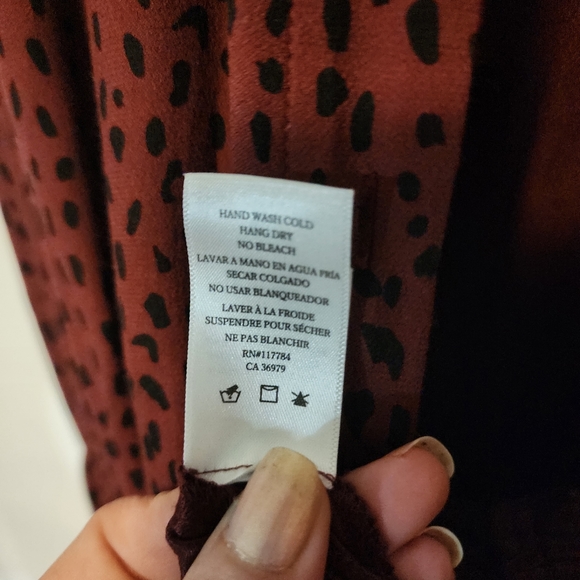 HAND WASH COLD
HANG DRY
NO BLEACH
LAVAR A MANO EN AGUA FRÍA
SECAR COLGADO
NO USAR BLANQUEADOR
LAVER À LA FROIDE
SUSPENDRE POUR SÉCHER
NE PAS BLANCHIR
RN#117784
CA 36979